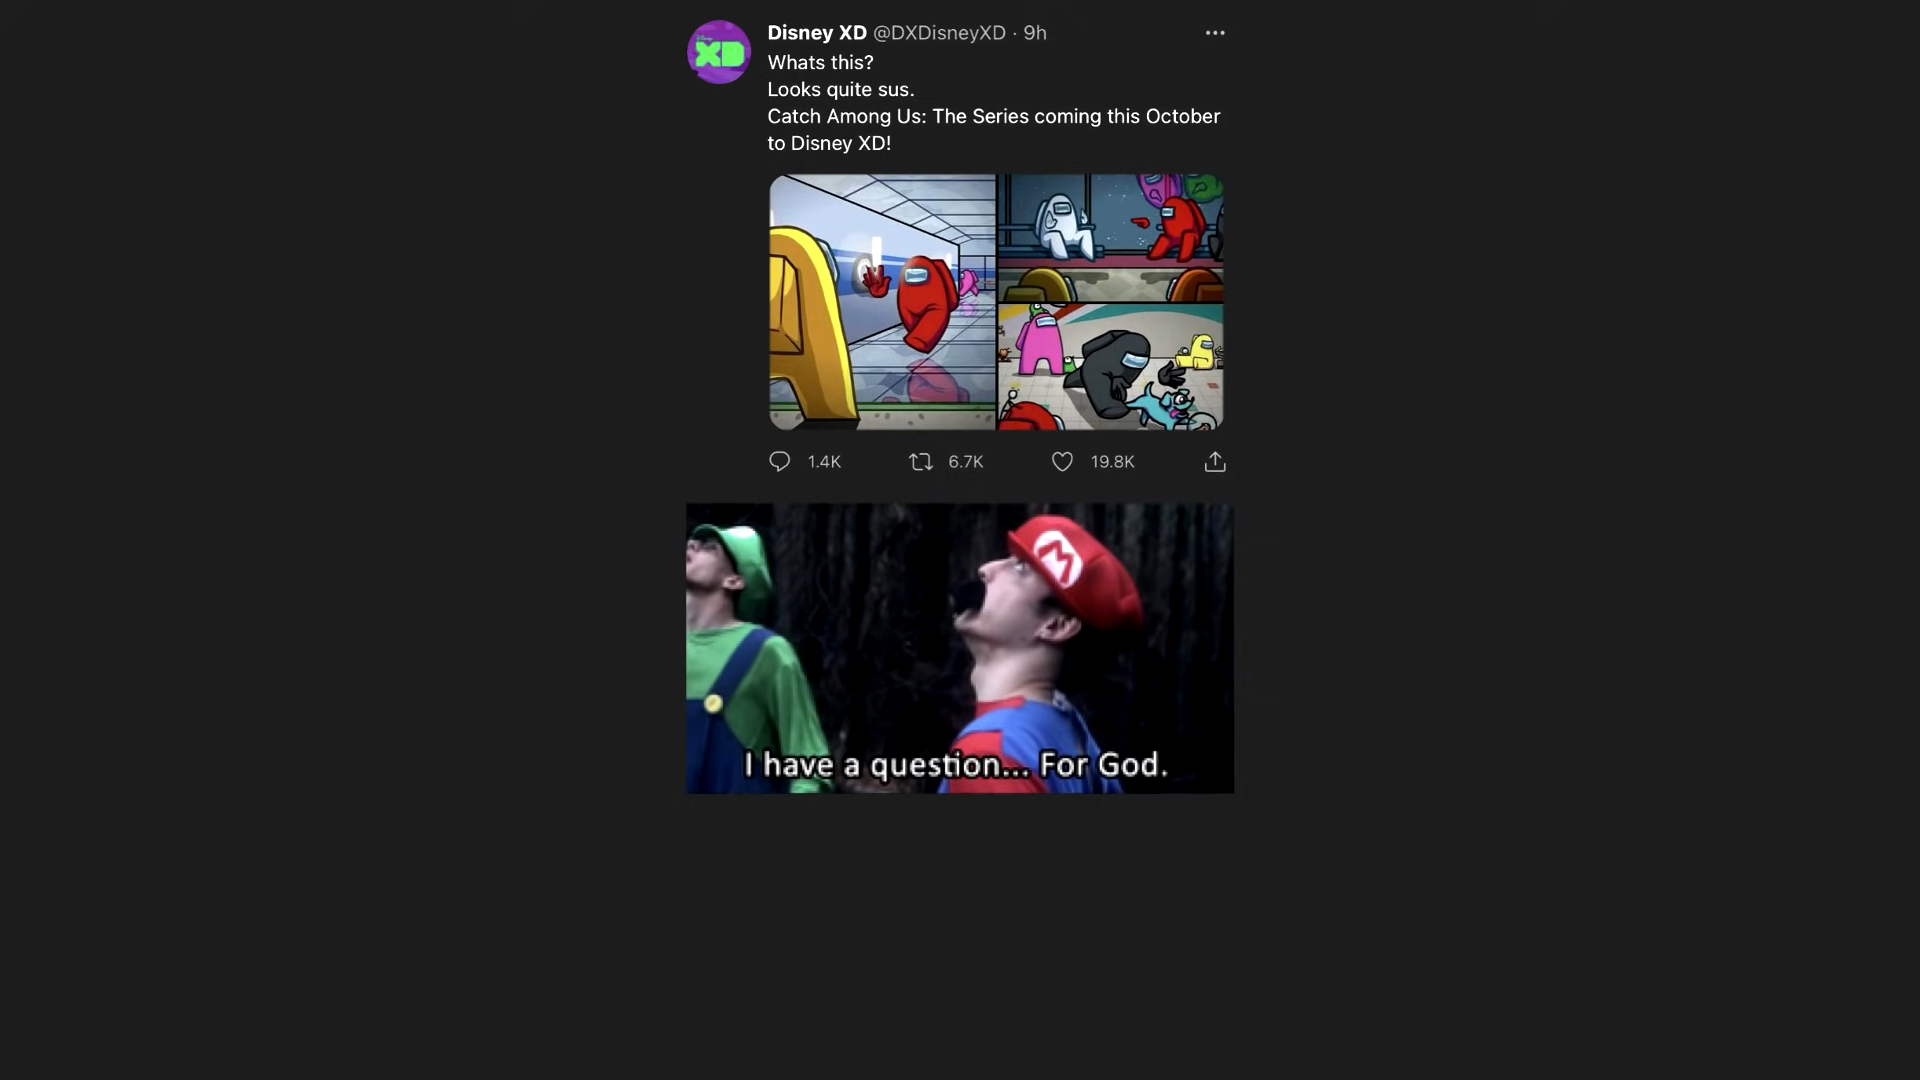 Disney XD @DXDisneyXD · 9h
Whats this?
Looks quite sus.
Catch Among Us: The Series coming this October
to Disney XD!
1.4K 6.7K 19.8K
I have a question... For God.